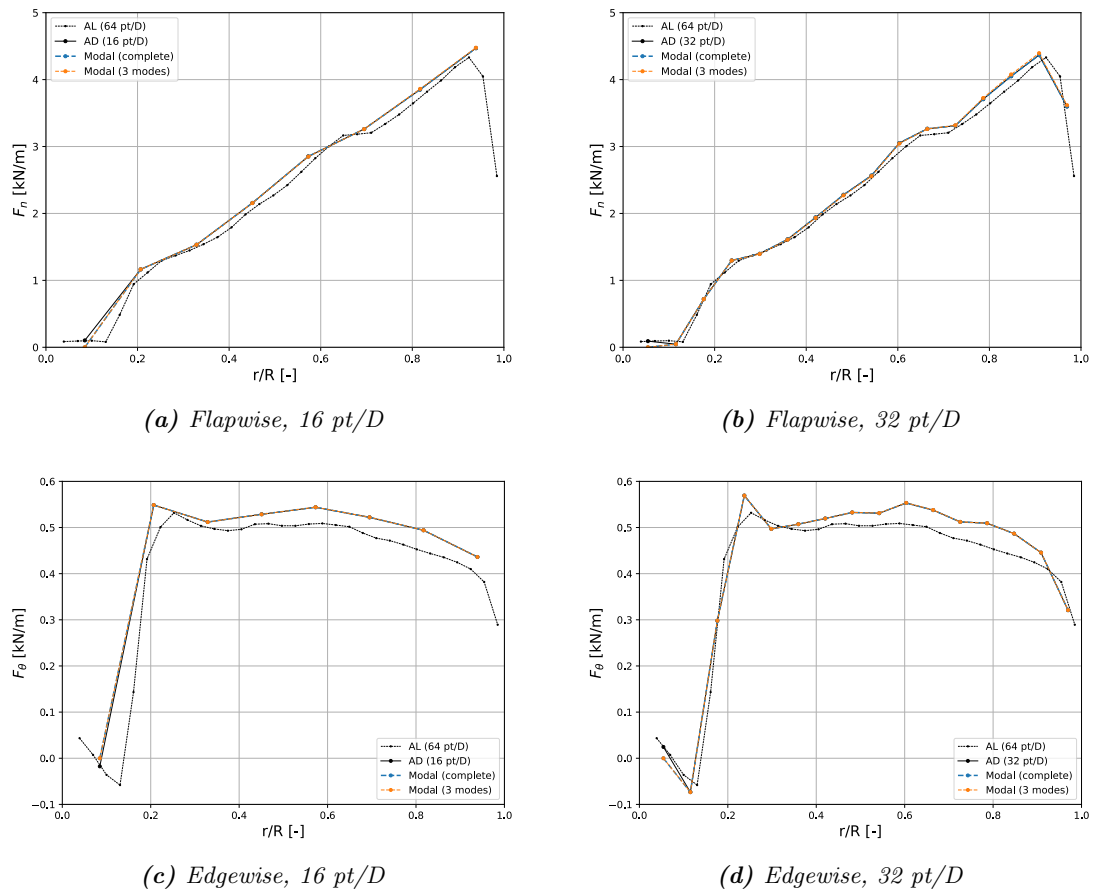 AL (64 pt/D)
AD (16 pt/D)
Modal (complete)
Modal (3 modes)
5
4
3
2
1
0
F_n [kN/m]
0.0 0.2 0.4 0.6 0.8 1.0
r/R [-]
(a) Flapwise, 16 pt/D
AL (64 pt/D)
AD (32 pt/D)
Modal (complete)
Modal (3 modes)
5
4
3
2
1
0
F_n [kN/m]
0.0 0.2 0.4 0.6 0.8 1.0
r/R [-]
(b) Flapwise, 32 pt/D
0.6
0.5
0.4
0.3
0.2
0.1
0.0
−0.1
F_θ [kN/m]
AL (64 pt/D)
AD (16 pt/D)
Modal (complete)
Modal (3 modes)
0.0 0.2 0.4 0.6 0.8 1.0
r/R [-]
(c) Edgewise, 16 pt/D
0.6
0.5
0.4
0.3
0.2
0.1
0.0
−0.1
F_θ [kN/m]
AL (64 pt/D)
AD (32 pt/D)
Modal (complete)
Modal (3 modes)
0.0 0.2 0.4 0.6 0.8 1.0
r/R [-]
(d) Edgewise, 32 pt/D